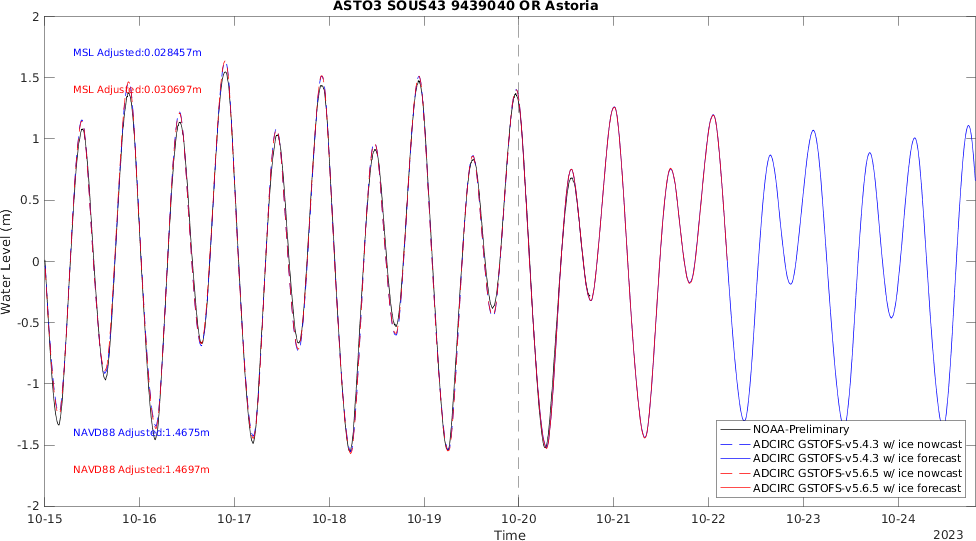 ASTO3 SOUS43 9439040 OR Astoria
2
1.5
1
0.5
0
-0.5
-1
-1.5
-2
Water Level (m)
MSL Adjusted:0.028457m
MSL Adjusted:0.030697m
NAVD88 Adjusted:1.4675m
NAVD88 Adjusted:1.4697m
NOAA-Preliminary
ADCIRC GSTOFS-v5.4.3 w/ ice nowcast
ADCIRC GSTOFS-v5.4.3 w/ ice forecast
ADCIRC GSTOFS-v5.6.5 w/ ice nowcast
ADCIRC GSTOFS-v5.6.5 w/ ice forecast
10-15 10-16 10-17 10-18 10-19 10-20 10-21 10-22 10-23 10-24
Time
2023